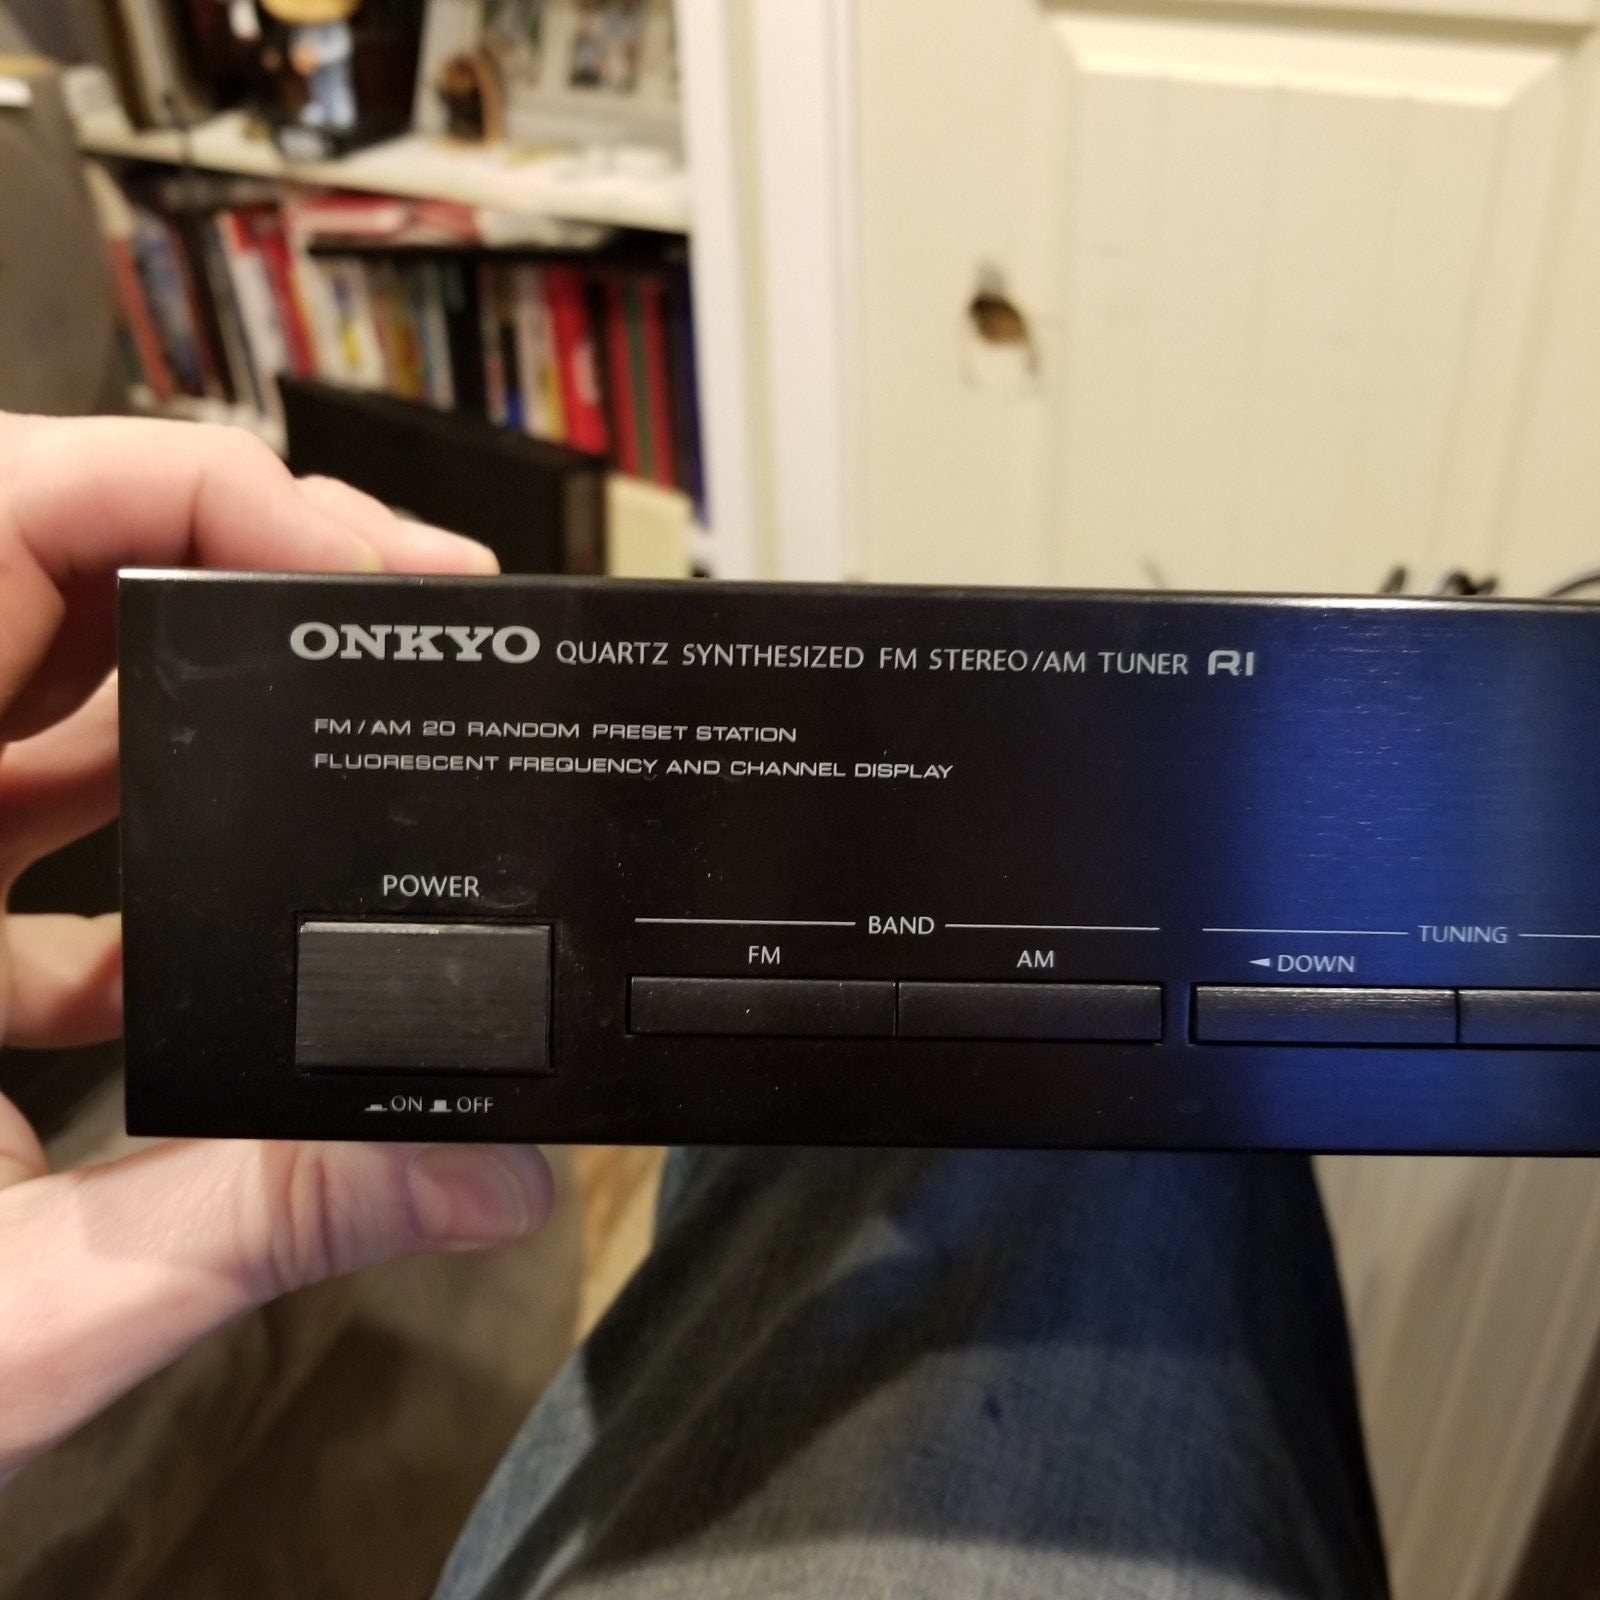 ONKYO QUARTZ SYNTHESIZED FM STEREO/AM TUNER RI
FM/AM 20 RANDOM PRESET STATION
FLUORESCENT FREQUENCY AND CHANNEL DISPLAY
POWER
BAND
TUNING
FM
AM
◄ DOWN
ON OFF